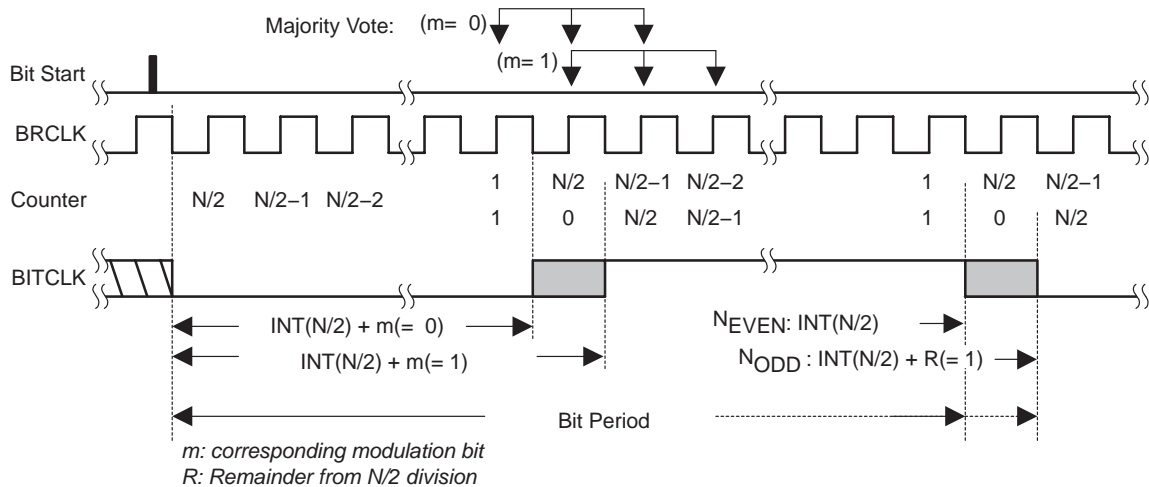 Majority Vote: (m= 0)
(m= 1)
Bit Start
BRCLK
Counter
1 N/2 N/2–1 N/2–2 1 N/2 N/2–1
N/2 N/2–1 N/2–2
1 0 N/2 N/2–1 1 0 N/2
BITCLK
INT(N/2) + m(= 0)
NEVEN: INT(N/2)
INT(N/2) + m(= 1)
NODD : INT(N/2) + R(= 1)
Bit Period
m: corresponding modulation bit
R: Remainder from N/2 division